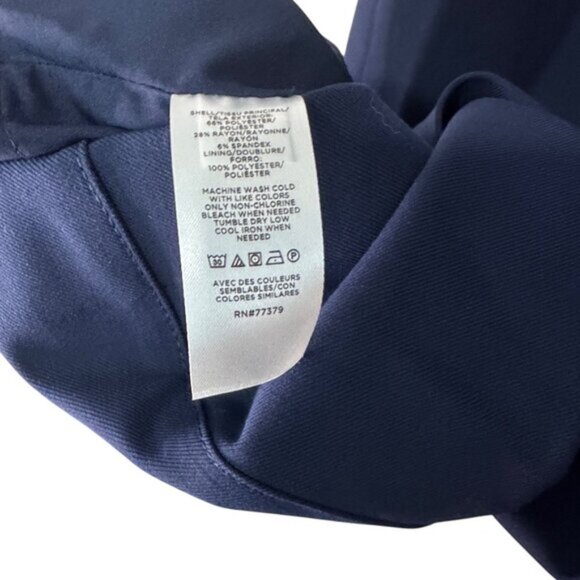 SHELL/TISSU PRINCIPAL/
TELA EXTERIOR:
66% POLYESTER/
POLIÉSTER
28% RAYON/RAYONNE/
RAYÓN
6% SPANDEX
LINING/DOUBLURE/
FORRO:
100% POLYESTER/
POLIÉSTER
MACHINE WASH COLD
WITH LIKE COLORS
ONLY NON-CHLORINE
BLEACH WHEN NEEDED
TUMBLE DRY LOW
COOL IRON WHEN
NEEDED
30 P
AVEC DES COULEURS
SEMBLABLES/CON
COLORES SIMILARES
RN#77379